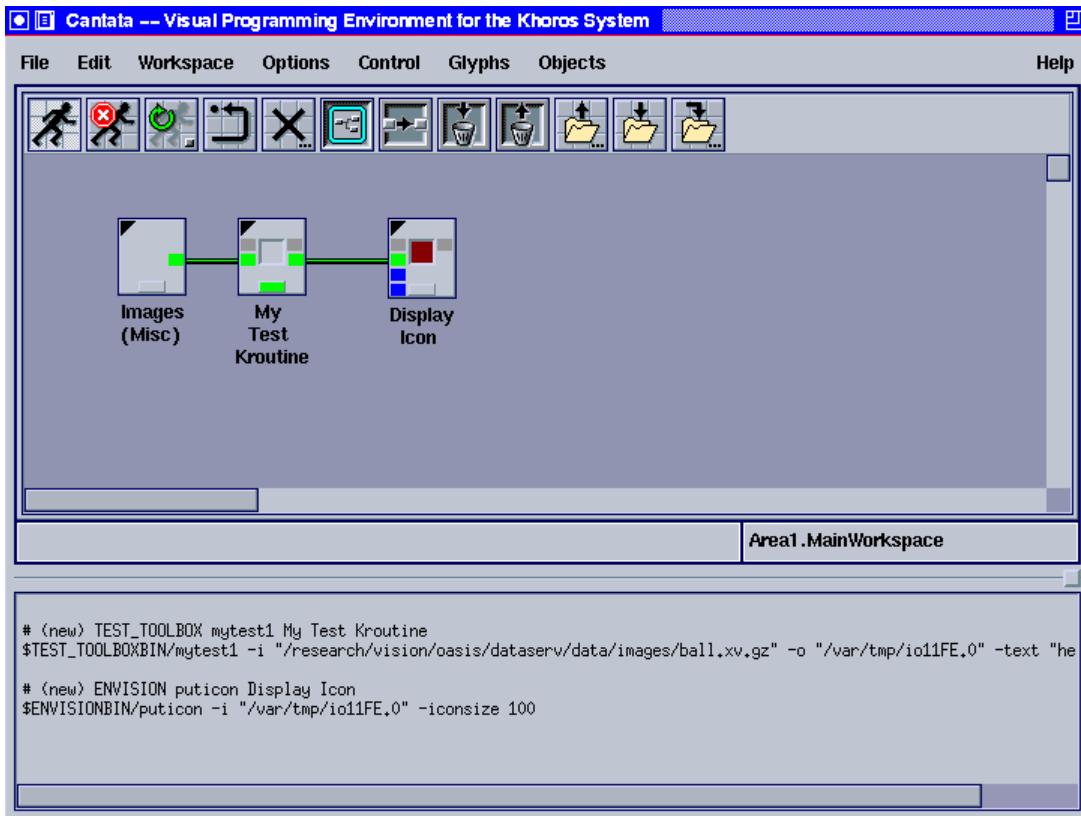 Cantata -- Visual Programming Environment for the Khoros System
File Edit Workspace Options Control Glyphs Objects Help
Images
(Misc)
My
Test
Kroutine
Display
Icon
Area1.MainWorkspace
# (new) TEST_TOOLBOX mytest1 My Test Kroutine
$TEST_TOOLBOXBIN/mytest1 -i "/research/vision/oasis/dataserv/data/images/ball.xv.gz" -o "/var/tmp/io11FE.0" -text "he
# (new) ENVISION puticon Display Icon
$ENVISIONBIN/puticon -i "/var/tmp/io11FE.0" -iconsize 100